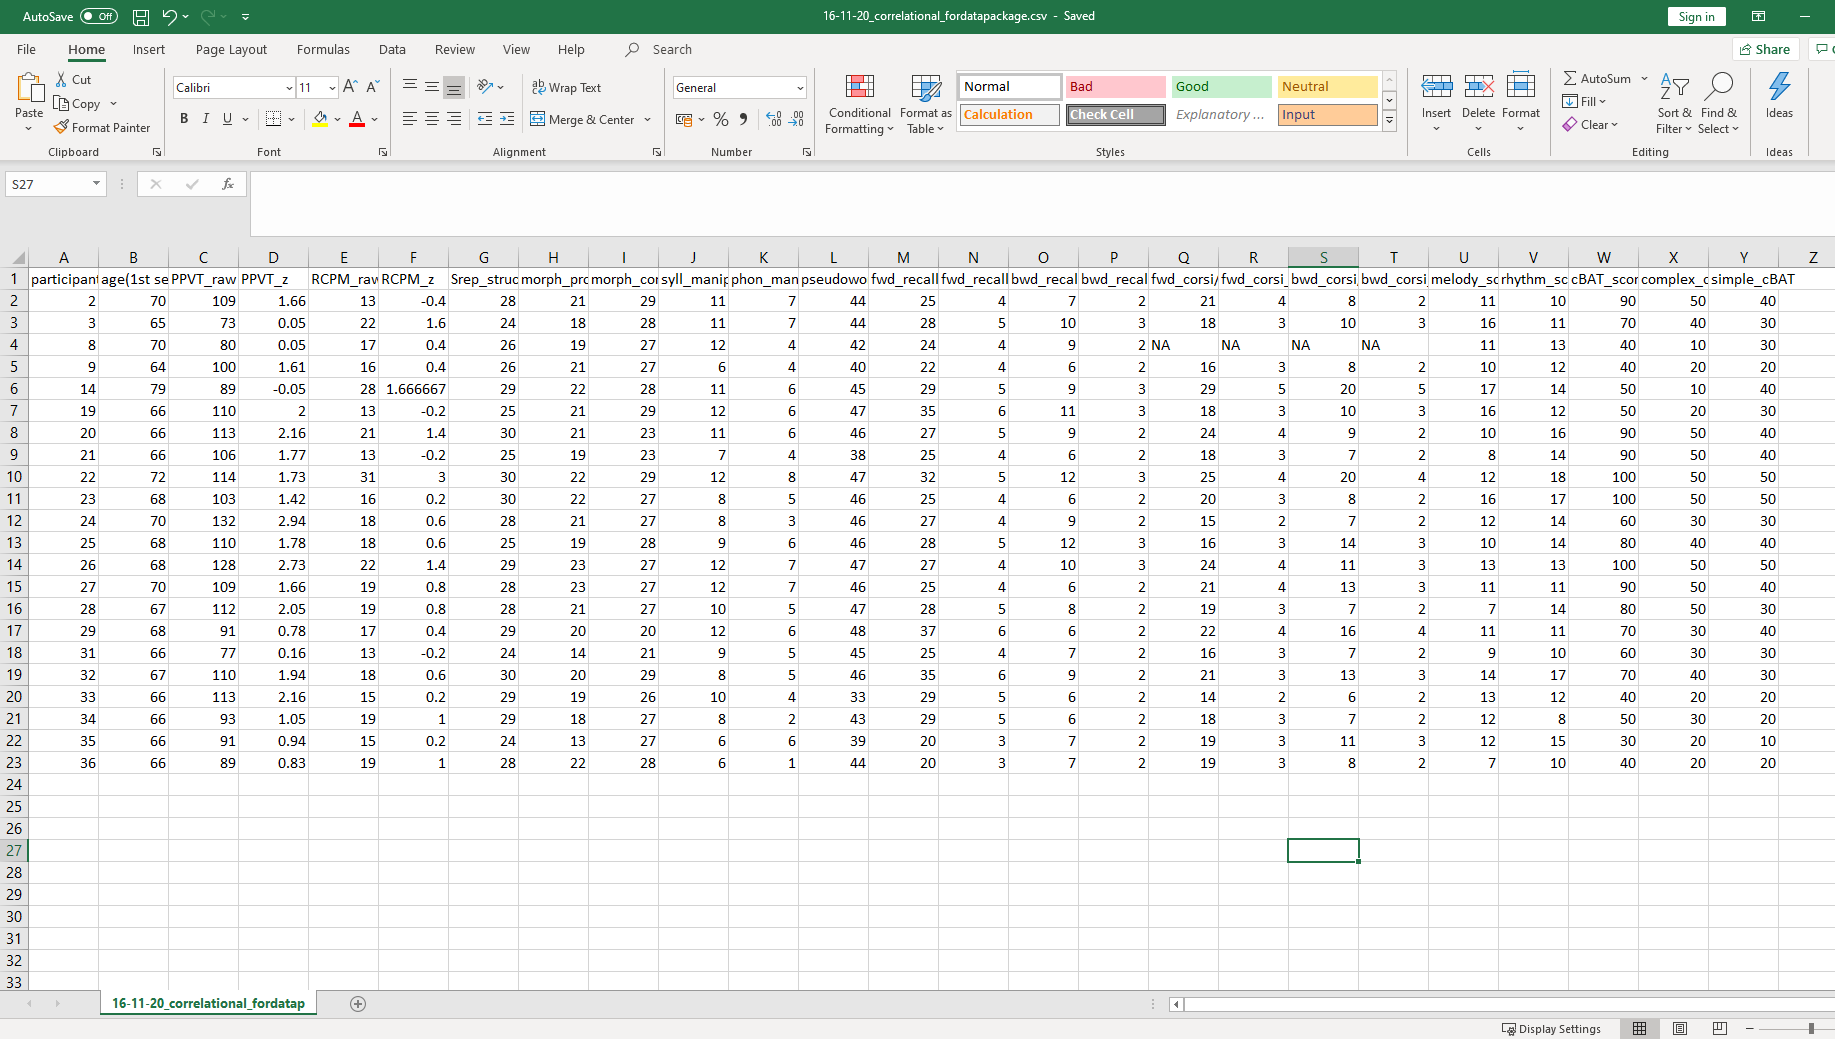 AutoSave Off 16-11-20_correlational_fordatapackage.csv - Saved Sign in
File Home Insert Page Layout Formulas Data Review View Help Search Share
Paste Cut Copy Format Painter Clipboard
Calibri 11 A A B I U A Font
Wrap Text Merge & Center Alignment
General % Number
Conditional Formatting Format as Table
Normal Bad Good Neutral
Calculation Check Cell Explanatory ... Input
Styles
Insert Delete Format Cells
AutoSum Fill Clear Sort & Filter Find & Select Editing
Ideas Ideas
S27 fx
A B C D E F G H I J K L M N O P Q R S T U V W X Y Z
1 participant age(1st se PPVT_raw PPVT_z RCPM_raw RCPM_z Srep_struc morph_pro morph_cor syll_manip phon_man pseudowo fwd_recall fwd_recall bwd_recal bwd_recal fwd_corsi/ fwd_corsi_ bwd_corsi_ bwd_corsi_ melody_sc rhythm_sc cBAT_scor complex_c simple_cBAT
2 2 70 109 1.66 13 -0.4 28 21 29 11 7 44 25 4 7 2 21 4 8 2 11 10 90 50 40
3 3 65 73 0.05 22 1.6 24 18 28 11 7 44 28 5 10 3 18 3 10 3 16 11 70 40 30
4 8 70 80 0.05 17 0.4 26 19 27 12 4 42 24 4 9 2 NA NA NA NA 11 13 40 10 30
5 9 64 100 1.61 16 0.4 26 21 27 6 4 40 22 4 6 2 16 3 8 2 10 12 40 20 20
6 14 79 89 -0.05 28 1.666667 29 22 28 11 6 45 29 5 9 3 29 5 20 5 17 14 50 10 40
7 19 66 110 2 13 -0.2 25 21 29 12 6 47 35 6 11 3 18 3 10 3 16 12 50 20 30
8 20 66 113 2.16 21 1.4 30 21 23 11 6 46 27 5 9 2 24 4 9 2 10 16 90 50 40
9 21 66 106 1.77 13 -0.2 25 19 23 7 4 38 25 4 6 2 18 3 7 2 8 14 90 50 40
10 22 72 114 1.73 31 3 30 22 29 12 8 47 32 5 12 3 25 4 20 4 12 18 100 50 50
11 23 68 103 1.42 16 0.2 30 22 27 8 5 46 25 4 6 2 20 3 8 2 16 17 100 50 50
12 24 70 132 2.94 18 0.6 28 21 27 8 3 46 27 4 9 2 15 2 7 2 12 14 60 30 30
13 25 68 110 1.78 18 0.6 25 19 28 9 6 46 28 5 12 3 16 3 14 3 10 14 80 40 40
14 26 68 128 2.73 22 1.4 29 23 27 12 7 47 27 4 10 3 24 4 11 3 13 13 100 50 50
15 27 70 109 1.66 19 0.8 28 23 27 12 7 46 25 4 6 2 21 4 13 3 11 11 90 50 40
16 28 67 112 2.05 19 0.8 28 21 27 10 5 47 28 5 8 2 19 3 7 2 7 14 80 50 30
17 29 68 91 0.78 17 0.4 29 20 20 12 6 48 37 6 6 2 22 4 16 4 11 11 70 30 40
18 31 66 77 0.16 13 -0.2 24 14 21 9 5 45 25 4 7 2 16 3 7 2 9 10 60 30 30
19 32 67 110 1.94 18 0.6 30 20 29 8 5 46 35 6 9 2 21 3 13 3 14 17 70 40 30
20 33 66 113 2.16 15 0.2 29 19 26 10 4 33 29 5 6 2 14 2 6 2 13 12 40 20 20
21 34 66 93 1.05 19 1 29 18 27 8 2 43 29 5 6 2 18 3 7 2 12 8 50 30 20
22 35 66 91 0.94 15 0.2 24 13 27 6 6 39 20 3 7 2 19 3 11 3 12 15 30 20 10
23 36 66 89 0.83 19 1 28 22 28 6 1 44 20 3 7 2 19 3 8 2 7 10 40 20 20
24
25
26
27
28
29
30
31
32
33
16-11-20_correlational_fordatap
Display Settings